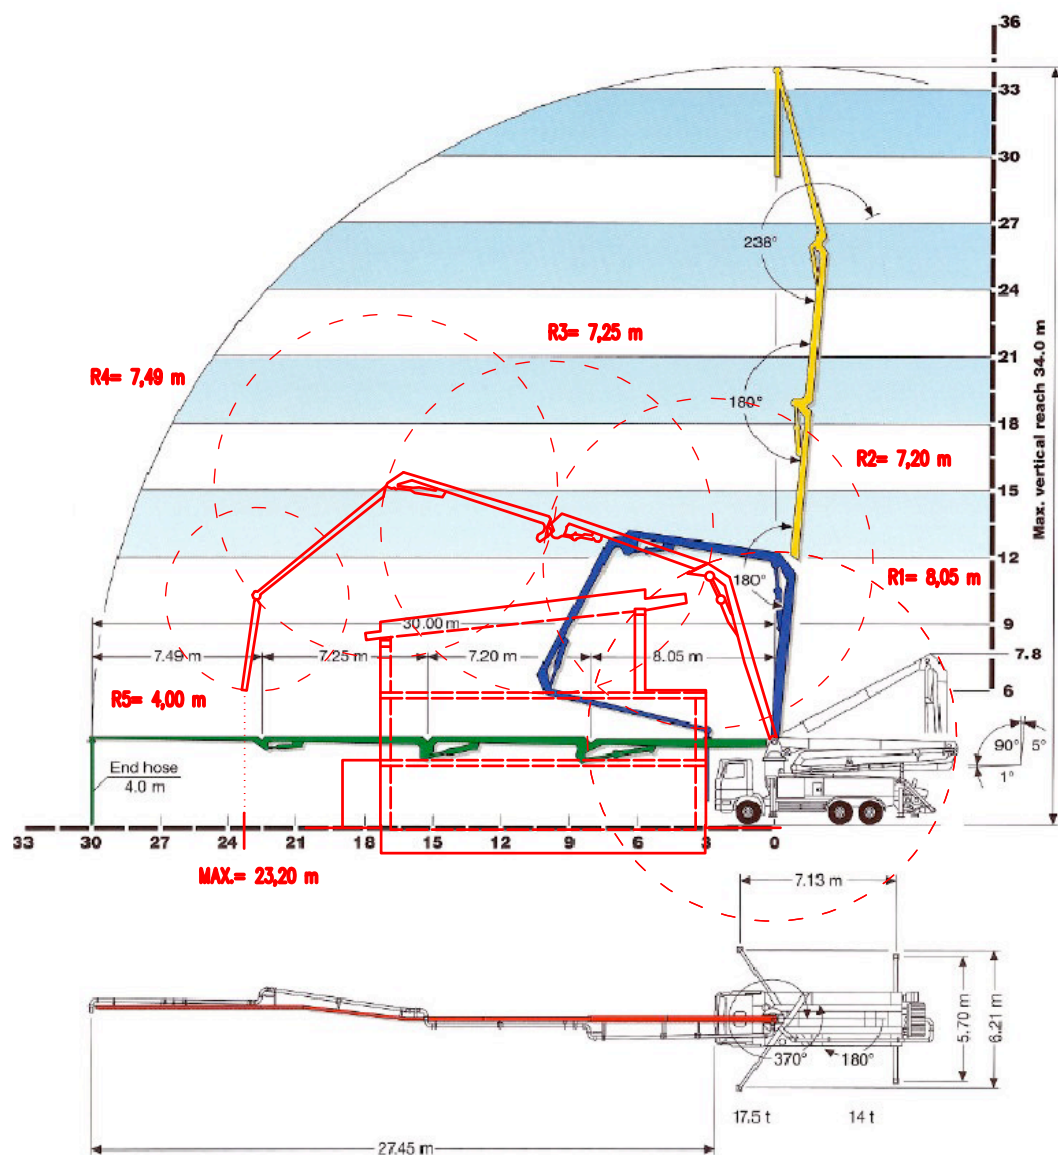 36
33
30
27
238°
24
R3= 7,25 m
21
R4= 7,49 m
180°
18
R2= 7,20 m
15
Max. vertical reach 34.0 m
12
180°
R1= 8,05 m
30.00 m
9
7.49 m
7.25 m
7.20 m
8.05 m
7.8
6
R5= 4,00 m
90°
5°
1°
End hose
4.0 m
33
30
27
24
21
18
15
12
9
6
3
0
MAX.= 23,20 m
7.13 m
5.70 m
6.21 m
370°
180°
17.5 t
14 t
27.45 m